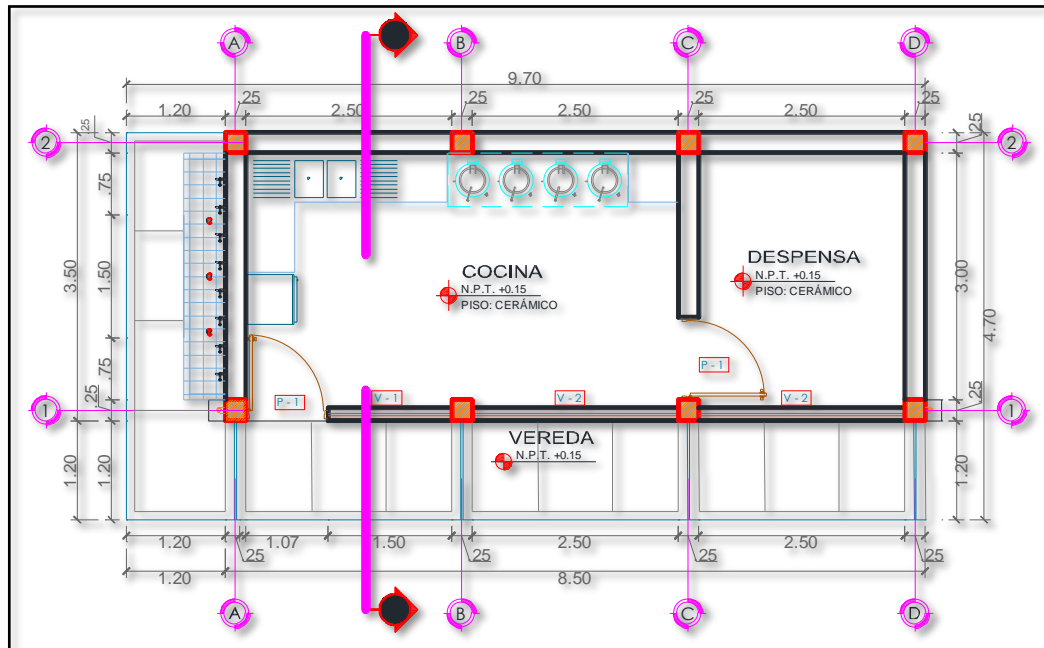 A B C D
9.70
.25 .25 .25 .25
1.20 2.50 2.50 2.50
.25 .25
2 2
.75
COCINA
N.P.T. +0.15
PISO: CERÁMICO
DESPENSA
N.P.T. +0.15
PISO: CERÁMICO
3.50 1.50 3.00 4.70
.75
P - 1
.25 .25
P - 1 V - 1 V - 2 V - 2
1 1
VEREDA
N.P.T. +0.15
1.20 1.20 1.20
1.20 1.07 1.50 2.50 2.50
.25 .25 .25 .25
1.20 8.50
A B C D